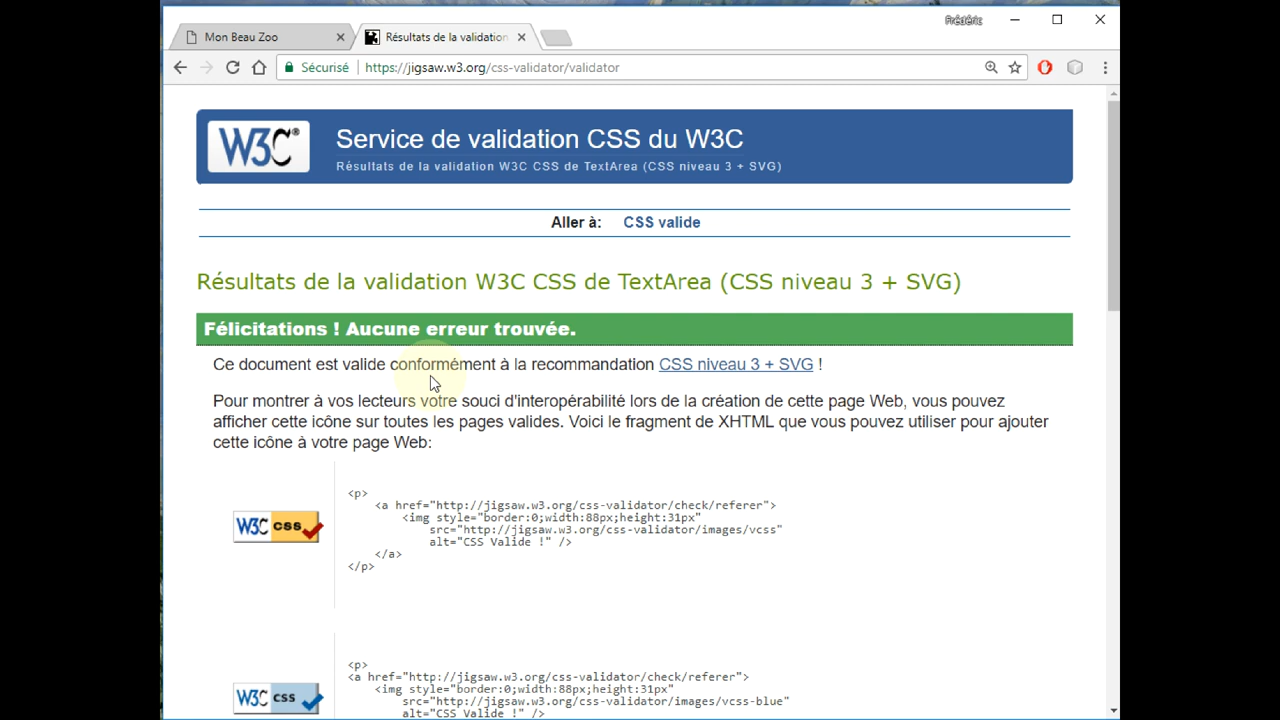 Frédéric
Mon Beau Zoo
Résultats de la validation
Sécurisé
https://jigsaw.w3.org/css-validator/validator
W3C®
Service de validation CSS du W3C
Résultats de la validation W3C CSS de TextArea (CSS niveau 3 + SVG)
Aller à: CSS valide
Résultats de la validation W3C CSS de TextArea (CSS niveau 3 + SVG)
Félicitations ! Aucune erreur trouvée.
Ce document est valide conformément à la recommandation CSS niveau 3 + SVG !
Pour montrer à vos lecteurs votre souci d'interopérabilité lors de la création de cette page Web, vous pouvez
afficher cette icône sur toutes les pages valides. Voici le fragment de XHTML que vous pouvez utiliser pour ajouter
cette icône à votre page Web:
W3C css
<p>
<a href="http://jigsaw.w3.org/css-validator/check/referer">
<img style="border:0;width:88px;height:31px"
src="http://jigsaw.w3.org/css-validator/images/vcss"
alt="CSS Valide !" />
</a>
</p>
W3C css
<p>
<a href="http://jigsaw.w3.org/css-validator/check/referer">
<img style="border:0;width:88px;height:31px"
src="http://jigsaw.w3.org/css-validator/images/vcss-blue"
alt="CSS Valide !" />